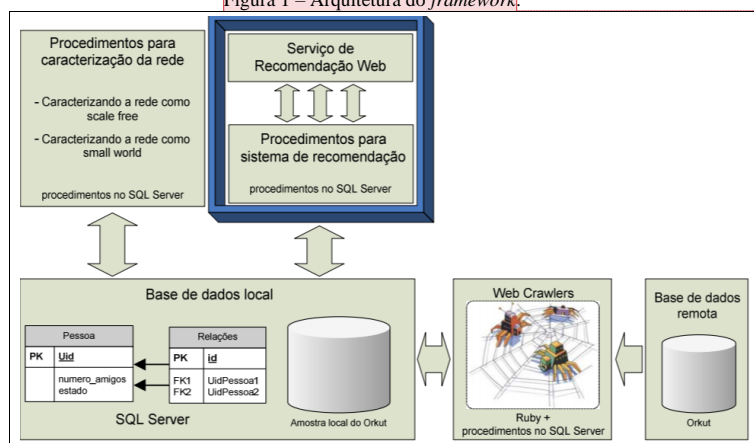 Figura 1 – Arquitetura do framework.
Procedimentos para
caracterização da rede
- Caracterizando a rede como
scale free
- Caracterizando a rede como
small world
procedimentos no SQL Server
Serviço de
Recomendação Web
Procedimentos para
sistema de recomendação
procedimentos no SQL Server
Base de dados local
Pessoa
PK Uid
numero_amigos
estado
Relações
PK id
FK1 UidPessoa1
FK2 UidPessoa2
SQL Server
Amostra local do Orkut
Web Crawlers
Ruby +
procedimentos no SQL Server
Base de dados
remota
Orkut